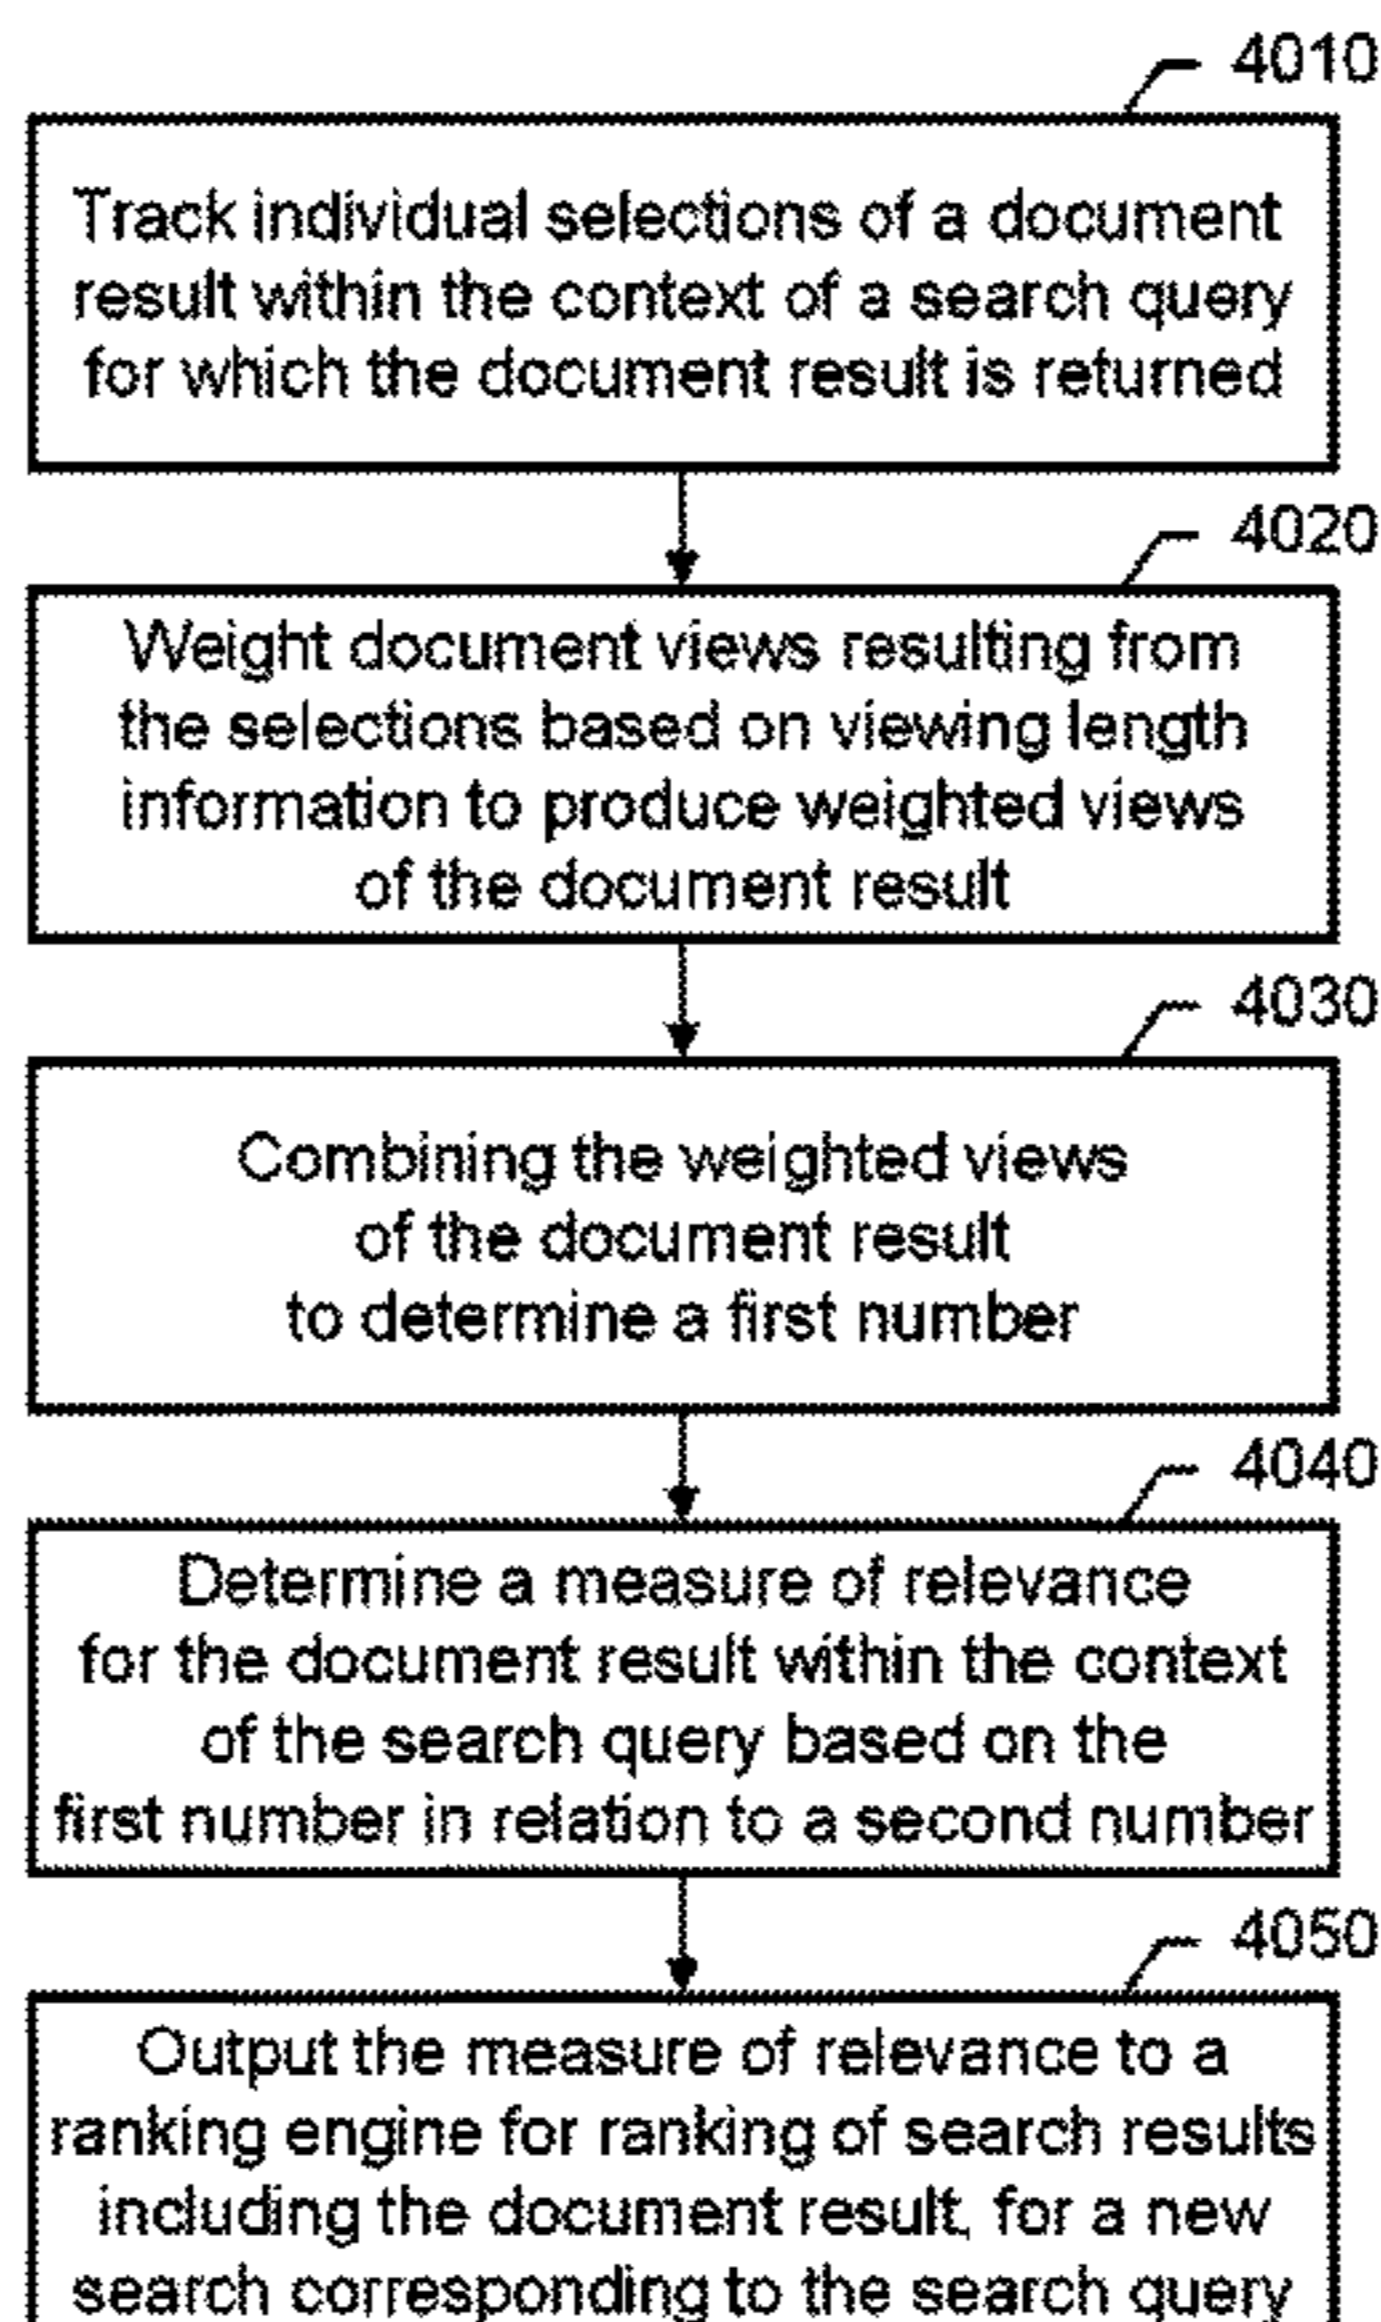 4010
Track individual selections of a document
result within the context of a search query
for which the document result is returned
4020
Weight document views resulting from
the selections based on viewing length
information to produce weighted views
of the document result
4030
Combining the weighted views
of the document result
to determine a first number
4040
Determine a measure of relevance
for the document result within the context
of the search query based on the
first number in relation to a second number
4050
Output the measure of relevance to a
ranking engine for ranking of search results
including the document result, for a new
search corresponding to the search query